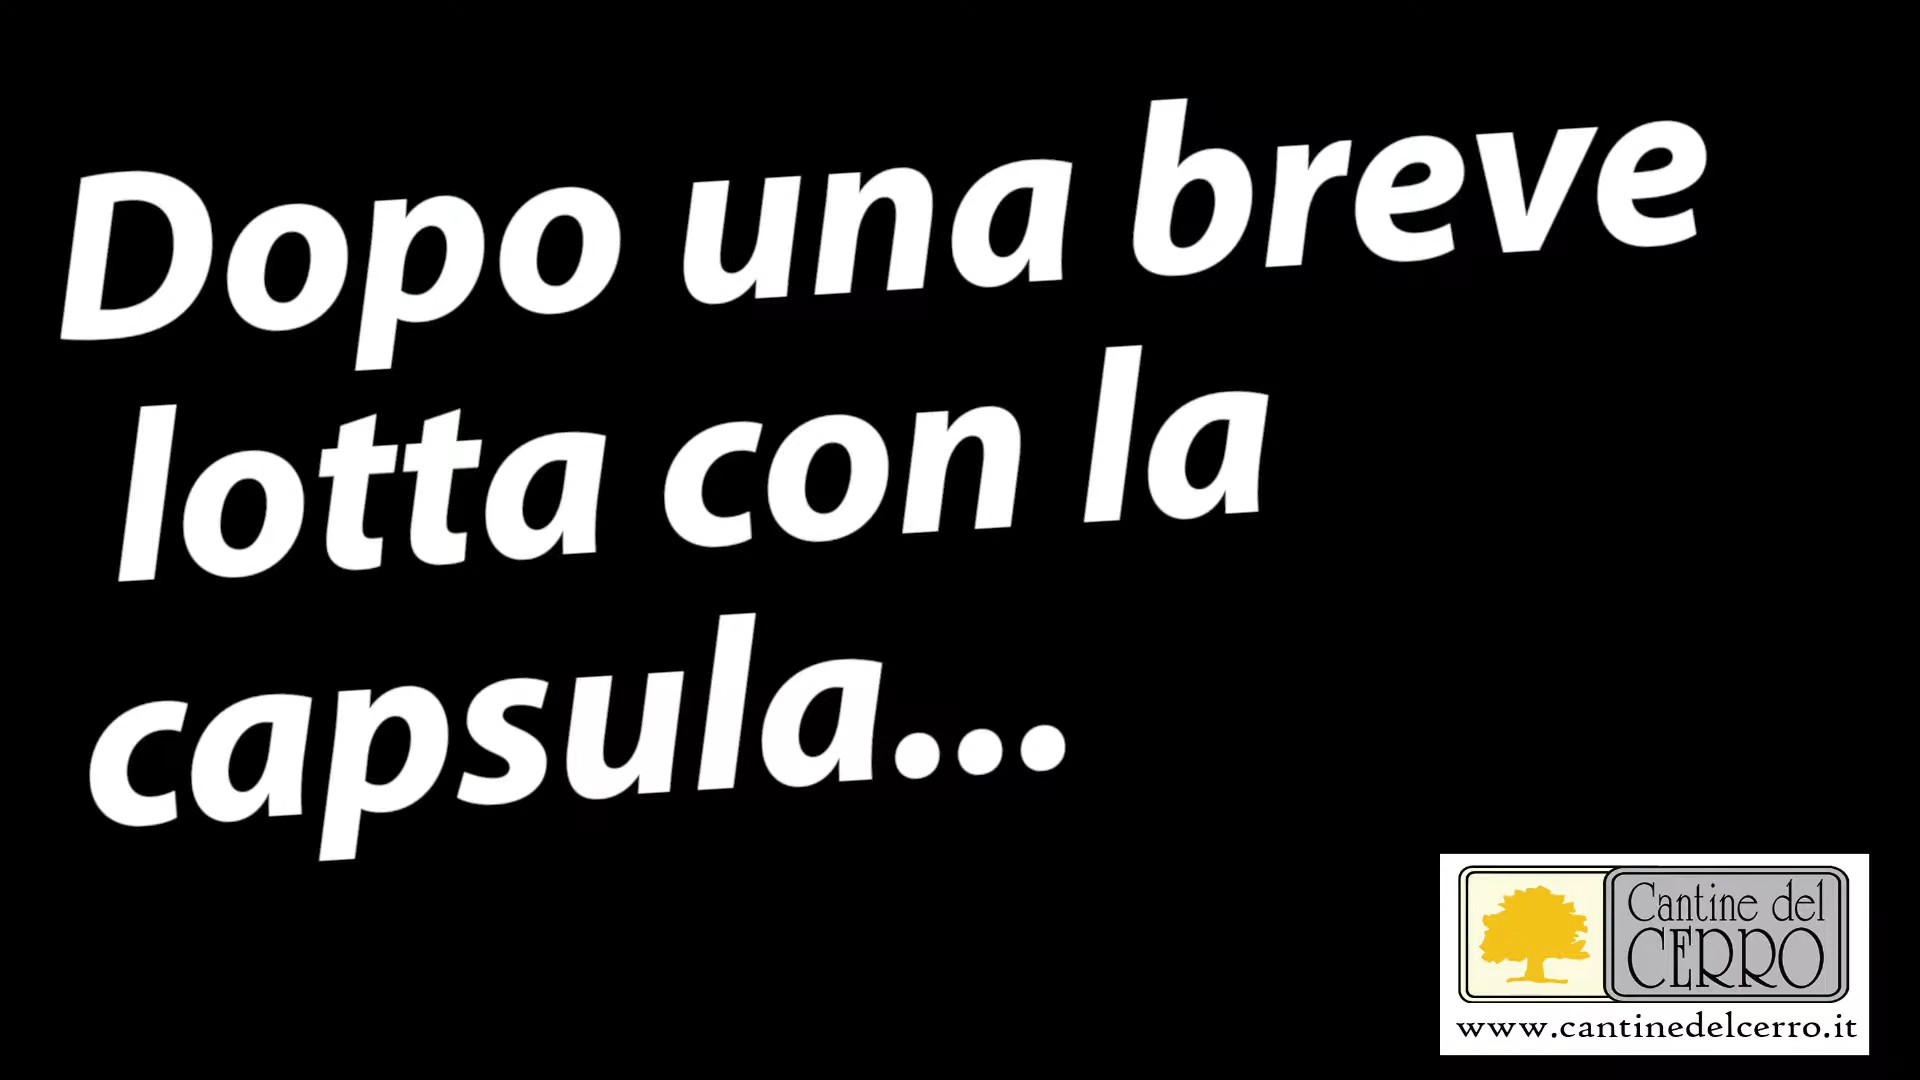 Dopo una breve
lotta con la
capsula...
Cantine del
CERRO
www.cantinedelcerro.it